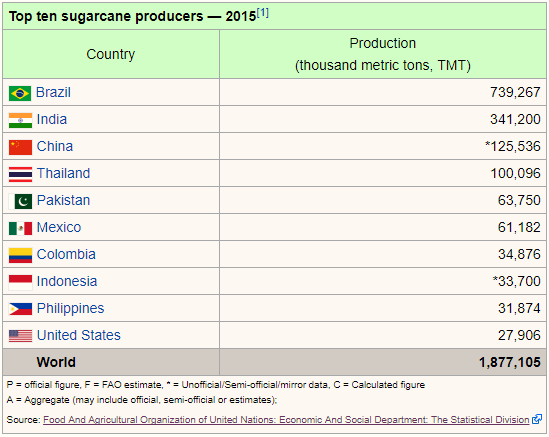 Top ten sugarcane producers — 2015[1]
Country
Production
(thousand metric tons, TMT)
Brazil 739,267
India 341,200
China *125,536
Thailand 100,096
Pakistan 63,750
Mexico 61,182
Colombia 34,876
Indonesia *33,700
Philippines 31,874
United States 27,906
World 1,877,105
P = official figure, F = FAO estimate, * = Unofficial/Semi-official/mirror data, C = Calculated figure
A = Aggregate (may include official, semi-official or estimates);
Source: Food And Agricultural Organization of United Nations: Economic And Social Department: The Statistical Division